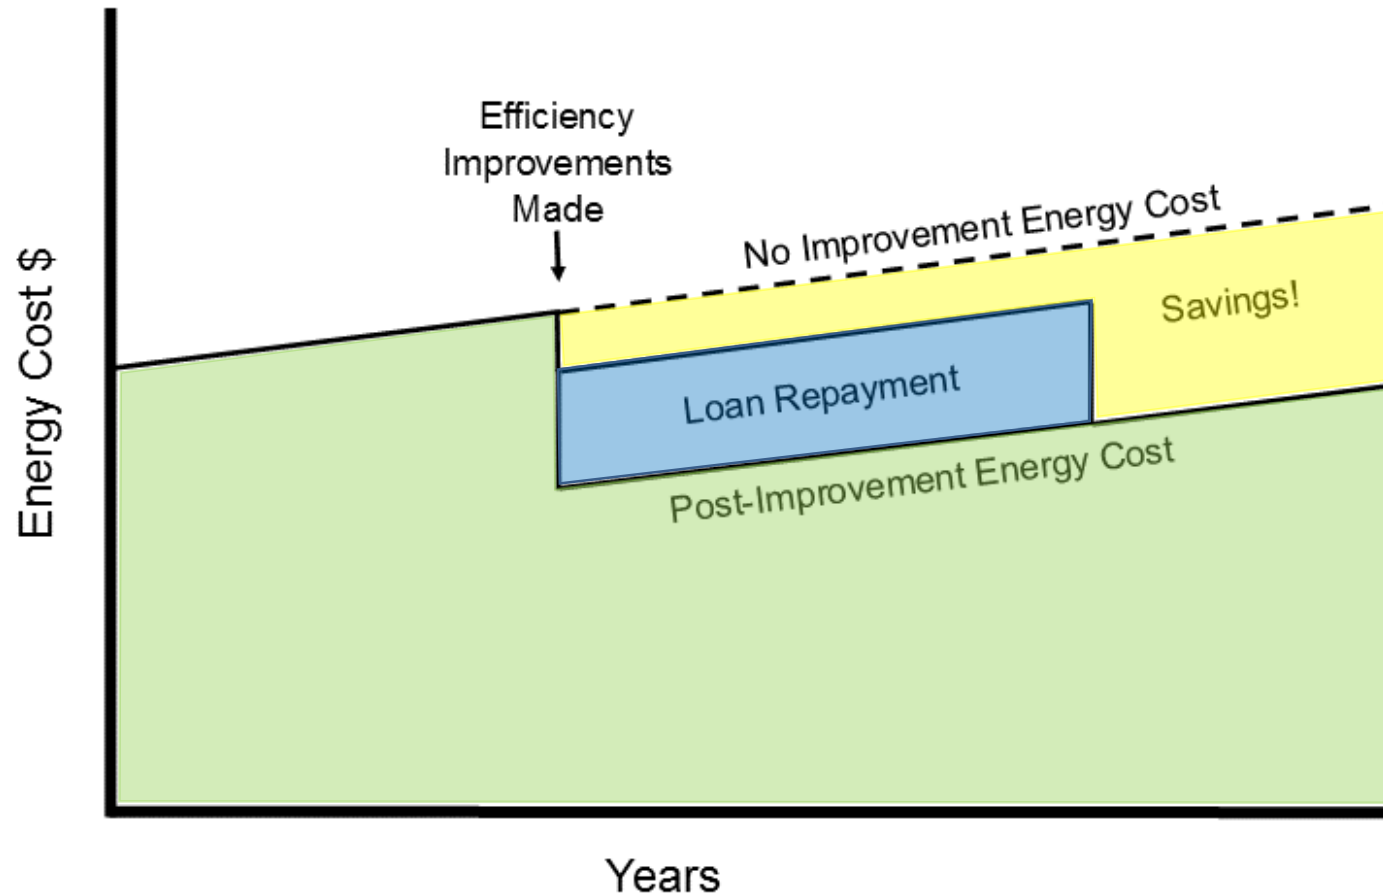 Efficiency
Improvements
Made
No Improvement Energy Cost
Savings!
Loan Repayment
Post-Improvement Energy Cost
Energy Cost $
Years